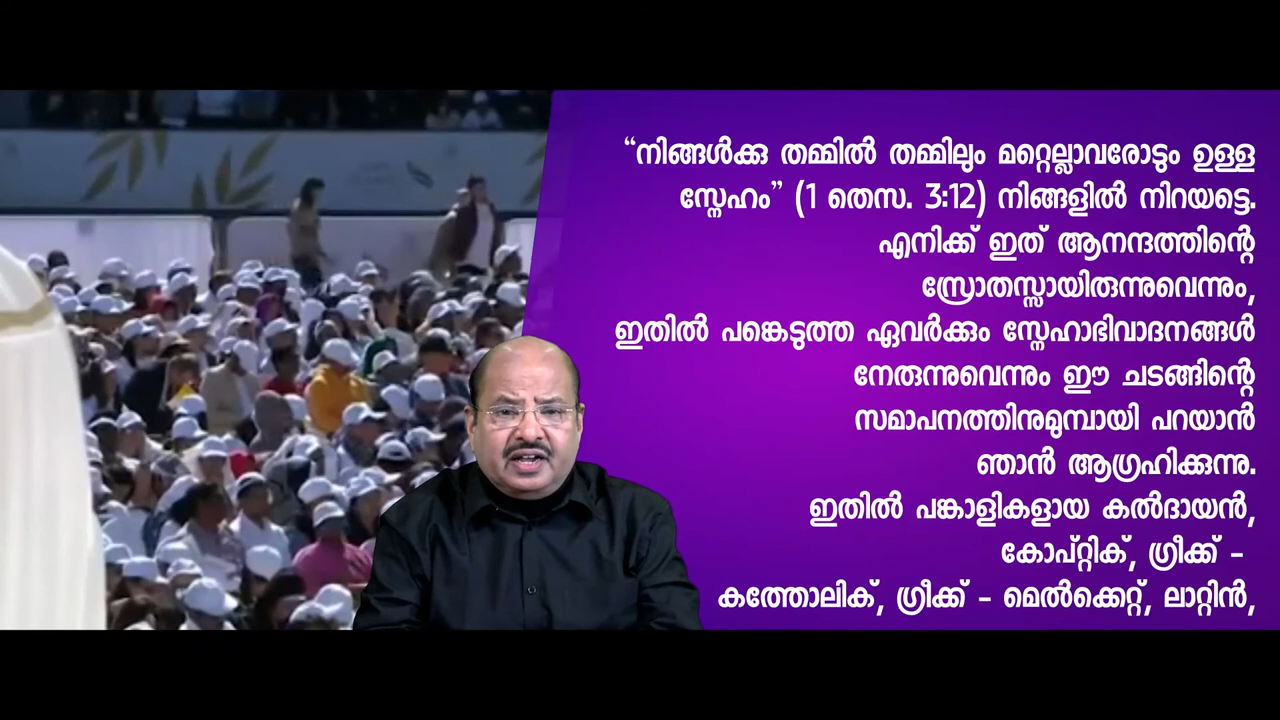 “നിങ്ങൾക്കു തമ്മിൽ തമ്മിലും മറ്റെല്ലാവരോടും ഉള്ള
സ്നേഹം” (1 തെസ. 3:12) നിങ്ങളിൽ നിറയട്ടെ.
എനിക്ക് ഇത് ആനന്ദത്തിന്റെ
സ്രോതസ്സായിരുന്നുവെന്നും,
ഇതിൽ പങ്കെടുത്ത ഏവർക്കും സ്നേഹാഭിവാദനങ്ങൾ
നേരുന്നുവെന്നും ഈ ചടങ്ങിന്റെ
സമാപനത്തിനുമുമ്പായി പറയാൻ
ഞാൻ ആഗ്രഹിക്കുന്നു.
ഇതിൽ പങ്കാളികളായ കൽദായൻ,
കോപ്റ്റിക്, ഗ്രീക്ക് –
കത്തോലിക്, ഗ്രീക്ക് – മെൽക്കെറ്റ്, ലാറ്റിൻ,